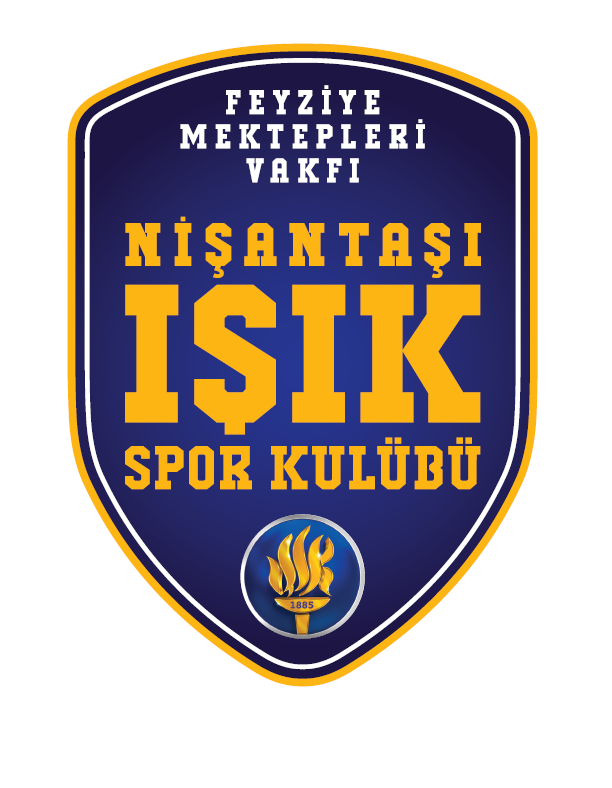 FEYZİYE
MEKTEPLERİ
VAKFI
NİŞANTAŞI
IŞIK
SPOR KULÜBÜ
1885